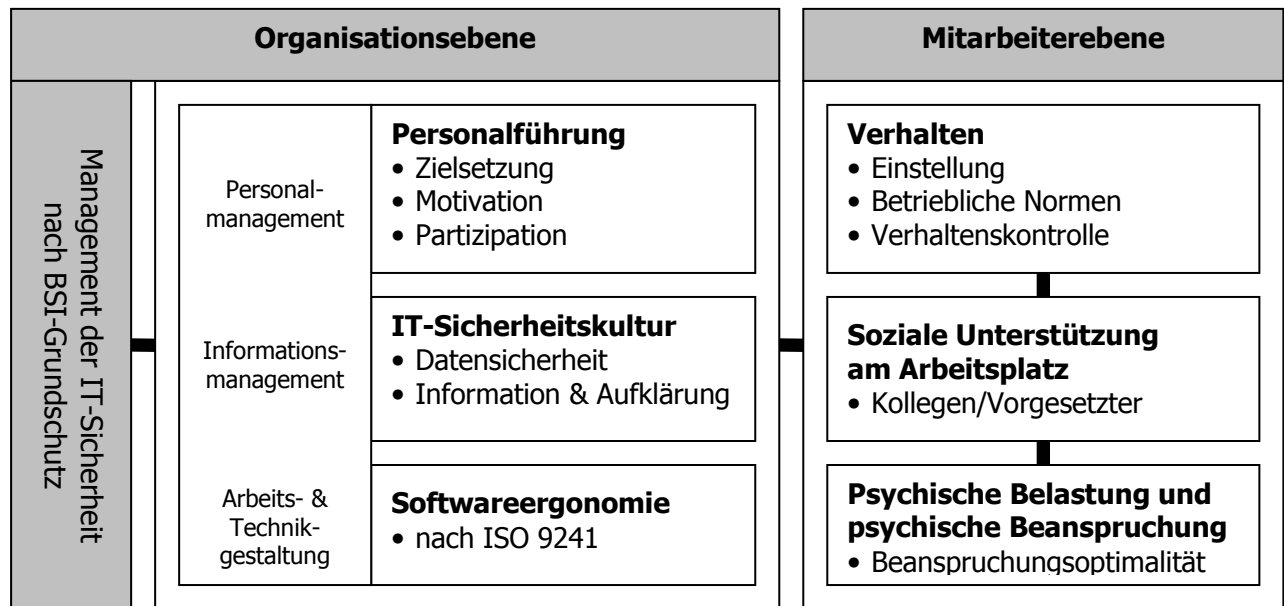 Organisationsebene
Mitarbeiterebene
Management der IT-Sicherheit
nach BSI-Grundschutz
Personal-
management
Personalführung
• Zielsetzung
• Motivation
• Partizipation
Informations-
management
IT-Sicherheitskultur
• Datensicherheit
• Information & Aufklärung
Arbeits- &
Technik-
gestaltung
Softwareergonomie
• nach ISO 9241
Verhalten
• Einstellung
• Betriebliche Normen
• Verhaltenskontrolle
Soziale Unterstützung
am Arbeitsplatz
• Kollegen/Vorgesetzter
Psychische Belastung und
psychische Beanspruchung
• Beanspruchungsoptimalität